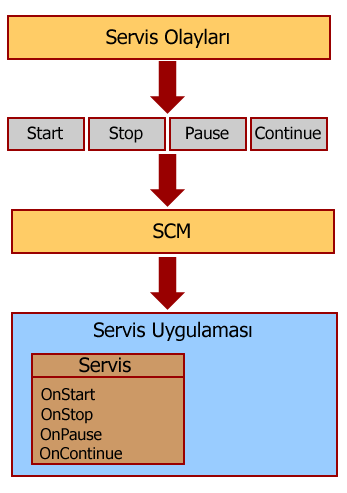 Servis Olayları
Start Stop Pause Continue
SCM
Servis Uygulaması
Servis
OnStart
OnStop
OnPause
OnContinue